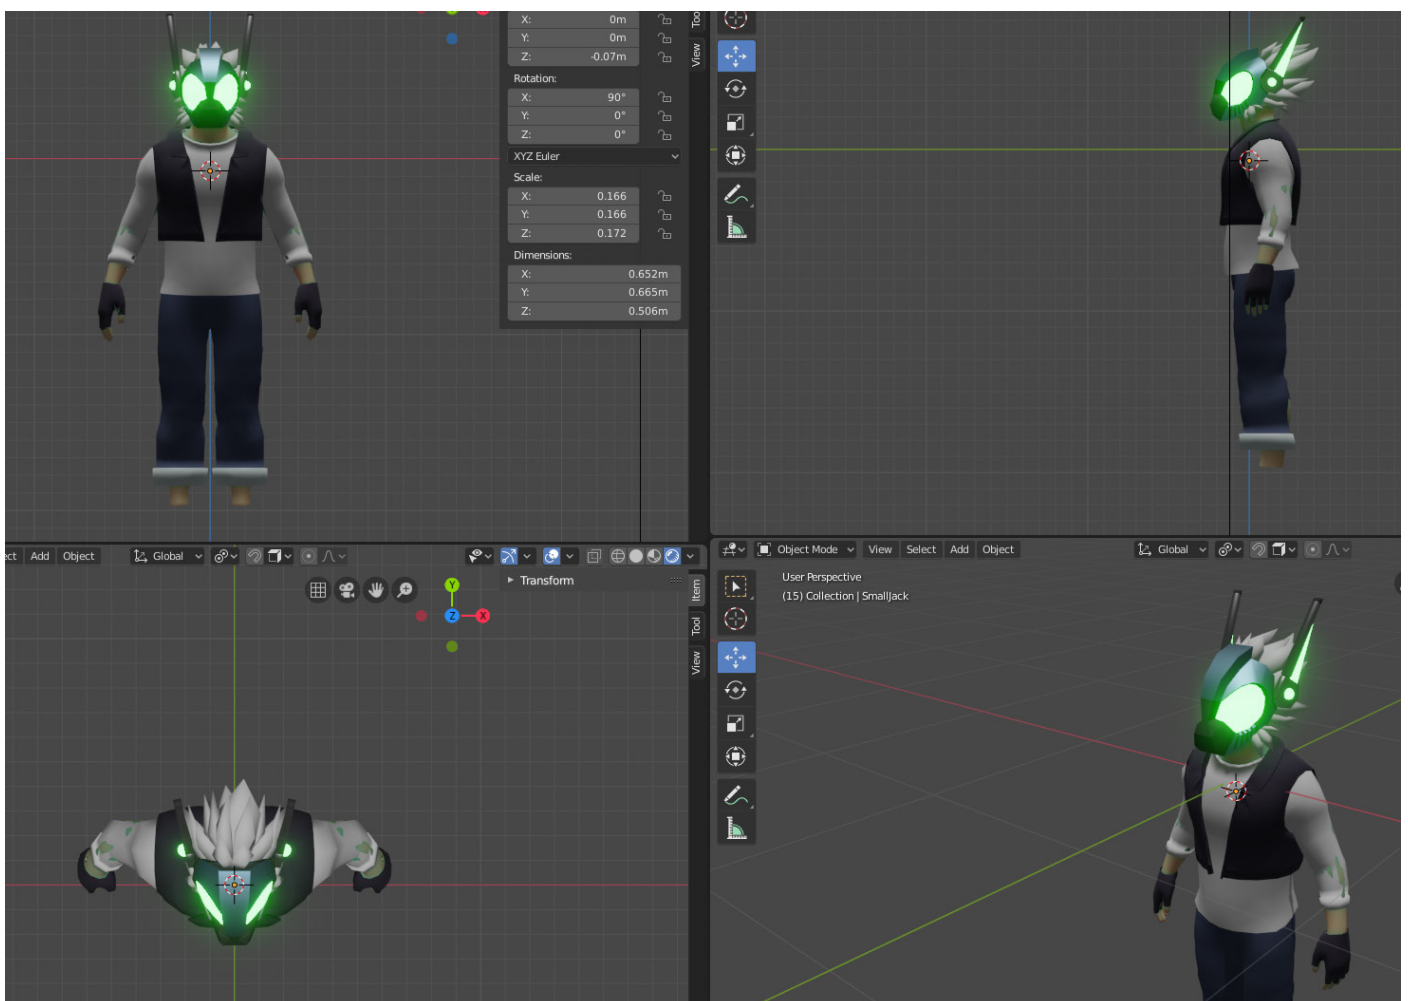 X: 0m
Y: 0m
Z: -0.07m
Rotation:
X: 90°
Y: 0°
Z: 0°
XYZ Euler
Scale:
X: 0.166
Y: 0.166
Z: 0.172
Dimensions:
X: 0.652m
Y: 0.665m
Z: 0.506m
Too
View
ect Add Object Global
Transform
Y
Z
X
Item
Tool
View
Object Mode View Select Add Object Global
User Perspective
(15) Collection | SmallJack